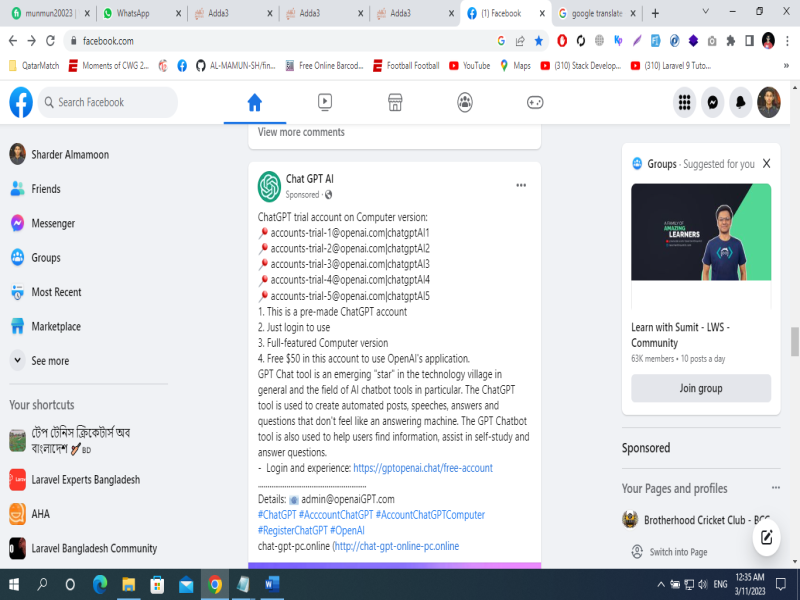 munmun20023 |
WhatsApp
Adda3
Adda3
Adda3
(1) Facebook
google translate
facebook.com
QatarMatch
Moments of CWG 2...
AL-MAMUN-SH/fin...
Free Online Barcod...
Football Football
YouTube
Maps
(310) Stack Develop...
(310) Laravel 9 Tuto...
Search Facebook
View more comments
Sharder Almamoon
Friends
Messenger
Groups
Most Recent
Marketplace
See more
Your shortcuts
টেপ টেনিস ক্রিকেটার্স অব
বাংলাদেশ 🏏 BD
Laravel Experts Bangladesh
AHA
Laravel Bangladesh Community
Chat GPT AI
Sponsored ·
ChatGPT trial account on Computer version:
📌 accounts-trial-1@openai.com|chatgptAI1
📌 accounts-trial-2@openai.com|chatgptAI2
📌 accounts-trial-3@openai.com|chatgptAI3
📌 accounts-trial-4@openai.com|chatgptAI4
📌 accounts-trial-5@openai.com|chatgptAI5
1. This is a pre-made ChatGPT account
2. Just login to use
3. Full-featured Computer version
4. Free $50 in this account to use OpenAI's application.
GPT Chat tool is an emerging "star" in the technology village in
general and the field of AI chatbot tools in particular. The ChatGPT
tool is used to create automated posts, speeches, answers and
questions that don't feel like an answering machine. The GPT Chatbot
tool is also used to help users find information, assist in self-study and
answer questions.
- Login and experience: https://gptopenai.chat/free-account
..................................................
Details: 📧 admin@openaiGPT.com
#ChatGPT #AcccountChatGPT #AccountChatGPTComputer
#RegisterChatGPT #OpenAI
chat-gpt-pc.online (http://chat-gpt-online-pc.online
Groups · Suggested for you
A FAMILY OF
AMAZING
LEARNERS
Learn with Sumit - LWS -
Community
63K members • 10 posts a day
Join group
Sponsored
Your Pages and profiles
Brotherhood Cricket Club - BCC
Switch into Page
ENG
12:35 AM
3/11/2023